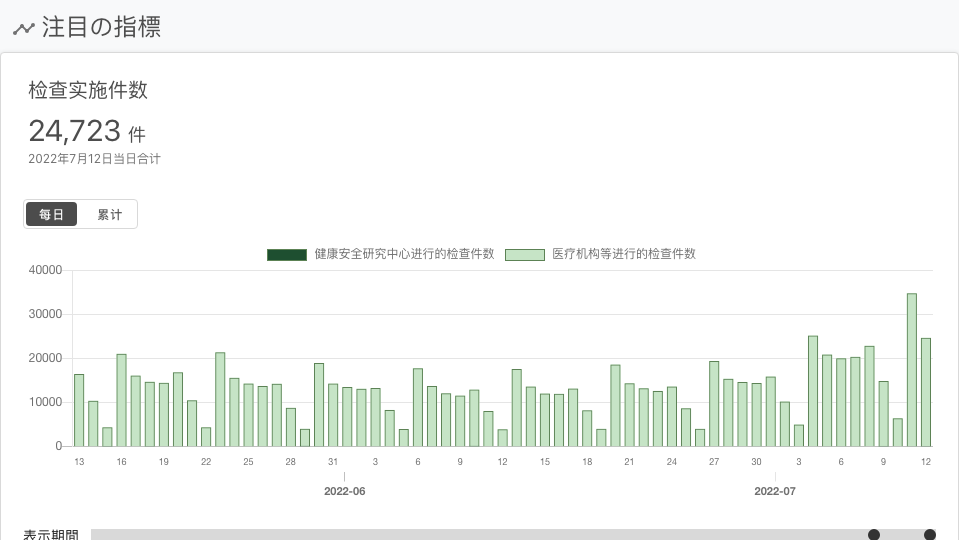 注目の指標
检查实施件数
24,723 件
2022年7月12日当日合计
每日 累计
健康安全研究中心进行的检查件数 医疗机构等进行的检查件数
40000
30000
20000
10000
0
13 16 19 22 25 28 31 3 6 9 12 15 18 21 24 27 30 3 6 9 12
2022-06 2022-07
表示期間